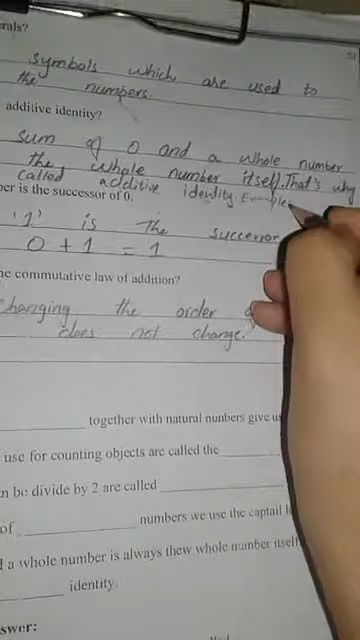 erals?
symbols which are used to
the numbers.
additive identity?
sum of 0 and a whole number
the whole number itself. That's why
called additive identity. Example
ber is the successor of 0.
'1' is the successor
0 + 1 = 1
he commutative law of addition?
Changing the order
does not change.
together with natural nunbers give us
use for counting objects are called the
n be divide by 2 are called
of numbers we use the captail
d a whole number is always thew whole number itself
identity.
swer: